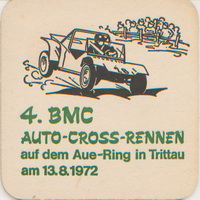 4. BMC
AUTO-CROSS-RENNEN
auf dem Aue-Ring in Trittau
am 13.8.1972